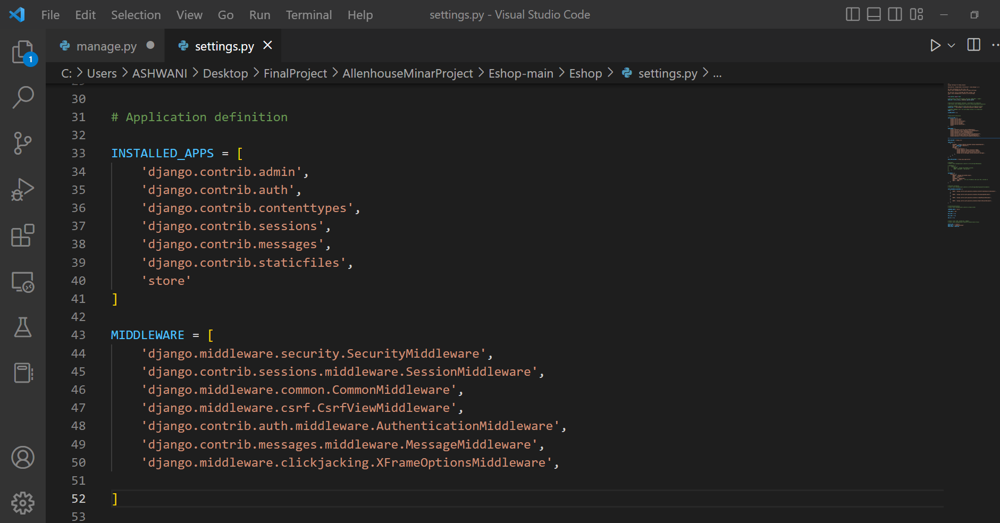 File Edit Selection View Go Run Terminal Help settings.py - Visual Studio Code
manage.py settings.py
1
C: > Users > ASHWANI > Desktop > FinalProject > AllenhouseMinarProject > Eshop-main > Eshop > settings.py > ...
30
31 # Application definition
32
33 INSTALLED_APPS = [
34 'django.contrib.admin',
35 'django.contrib.auth',
36 'django.contrib.contenttypes',
37 'django.contrib.sessions',
38 'django.contrib.messages',
39 'django.contrib.staticfiles',
40 'store'
41 ]
42
43 MIDDLEWARE = [
44 'django.middleware.security.SecurityMiddleware',
45 'django.contrib.sessions.middleware.SessionMiddleware',
46 'django.middleware.common.CommonMiddleware',
47 'django.middleware.csrf.CsrfViewMiddleware',
48 'django.contrib.auth.middleware.AuthenticationMiddleware',
49 'django.contrib.messages.middleware.MessageMiddleware',
50 'django.middleware.clickjacking.XFrameOptionsMiddleware',
51
52 ]
53